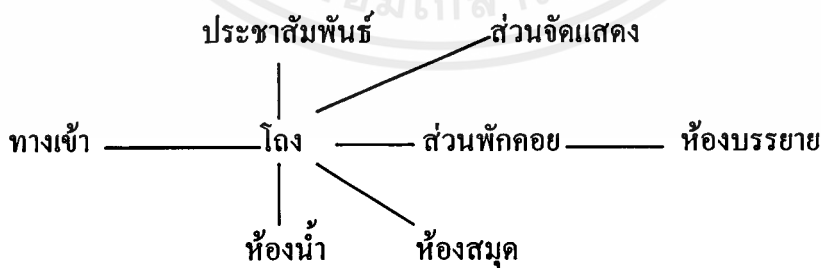 ประชาสัมพันธ์ ส่วนจัดแสดง
ทางเข้า โถง ส่วนพักคอย ห้องบรรยาย
ห้องน้ำ ห้องสมุด